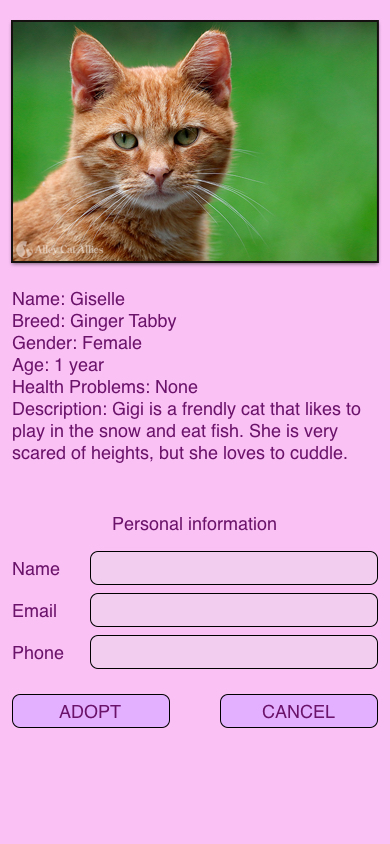 Alley Cat Allies
Name: Giselle
Breed: Ginger Tabby
Gender: Female
Age: 1 year
Health Problems: None
Description: Gigi is a frendly cat that likes to
play in the snow and eat fish. She is very
scared of heights, but she loves to cuddle.
Personal information
Name
Email
Phone
ADOPT
CANCEL